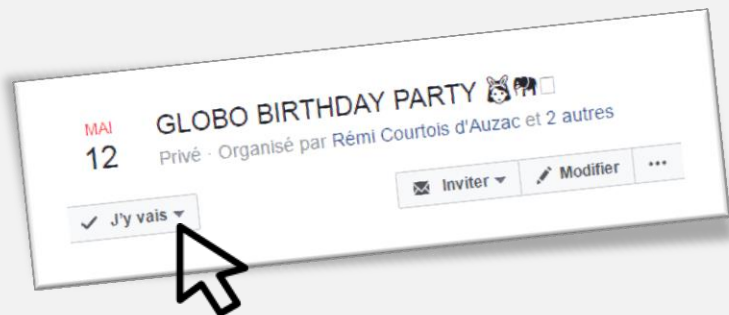 MAI
12
GLOBO BIRTHDAY PARTY
Privé · Organisé par Rémi Courtois d'Auzac et 2 autres
✓ J'y vais
Inviter
Modifier
...